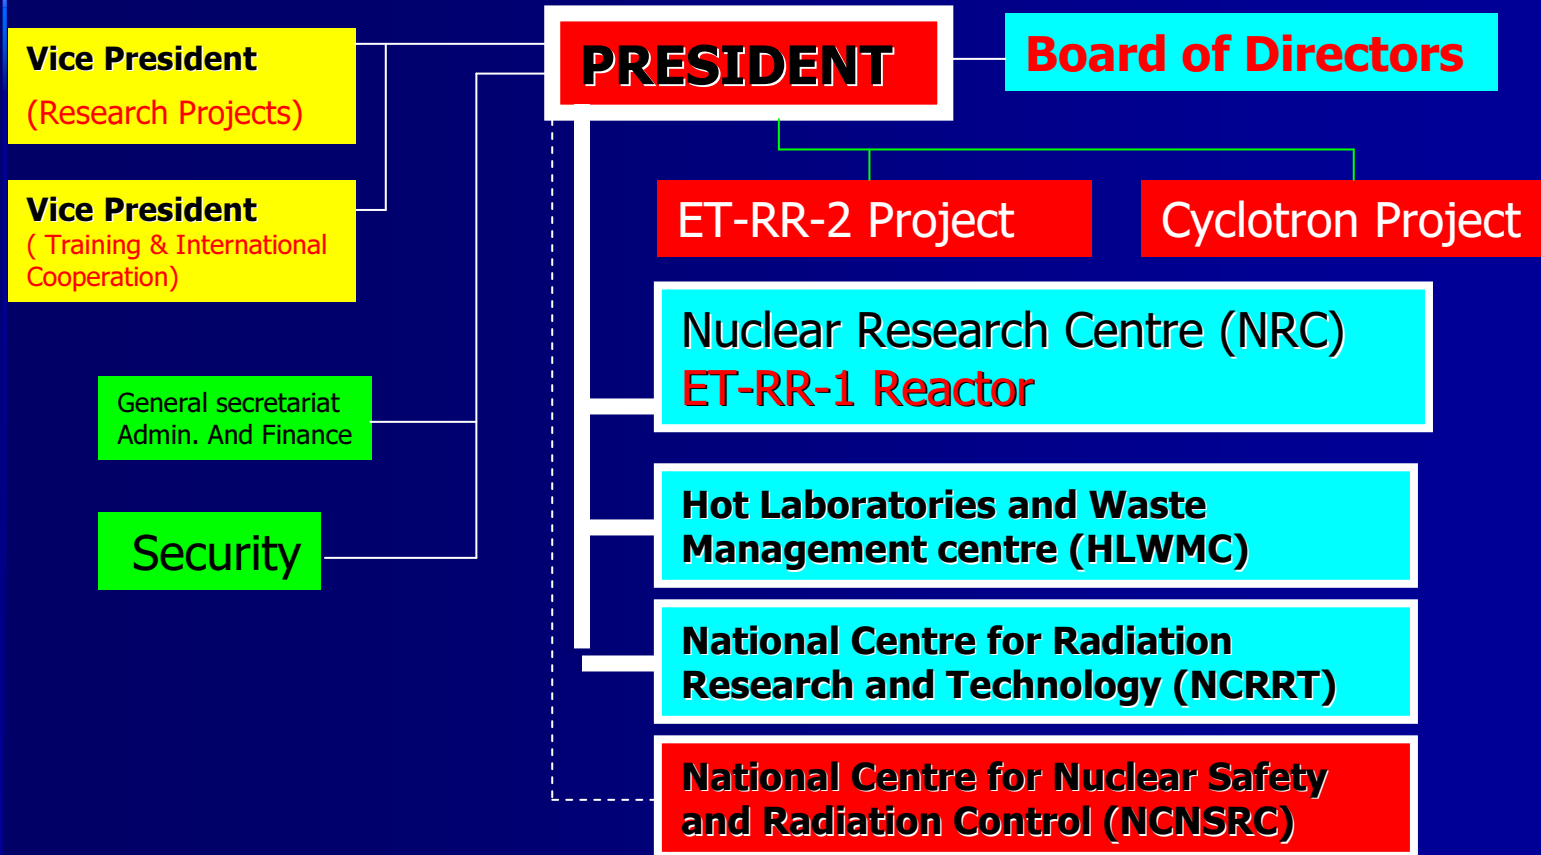 Vice President
(Research Projects)
PRESIDENT
Board of Directors
Vice President
( Training & International
Cooperation)
ET-RR-2 Project
Cyclotron Project
Nuclear Research Centre (NRC)
ET-RR-1 Reactor
General secretariat
Admin. And Finance
Security
Hot Laboratories and Waste
Management centre (HLWMC)
National Centre for Radiation
Research and Technology (NCRRT)
National Centre for Nuclear Safety
and Radiation Control (NCNSRC)